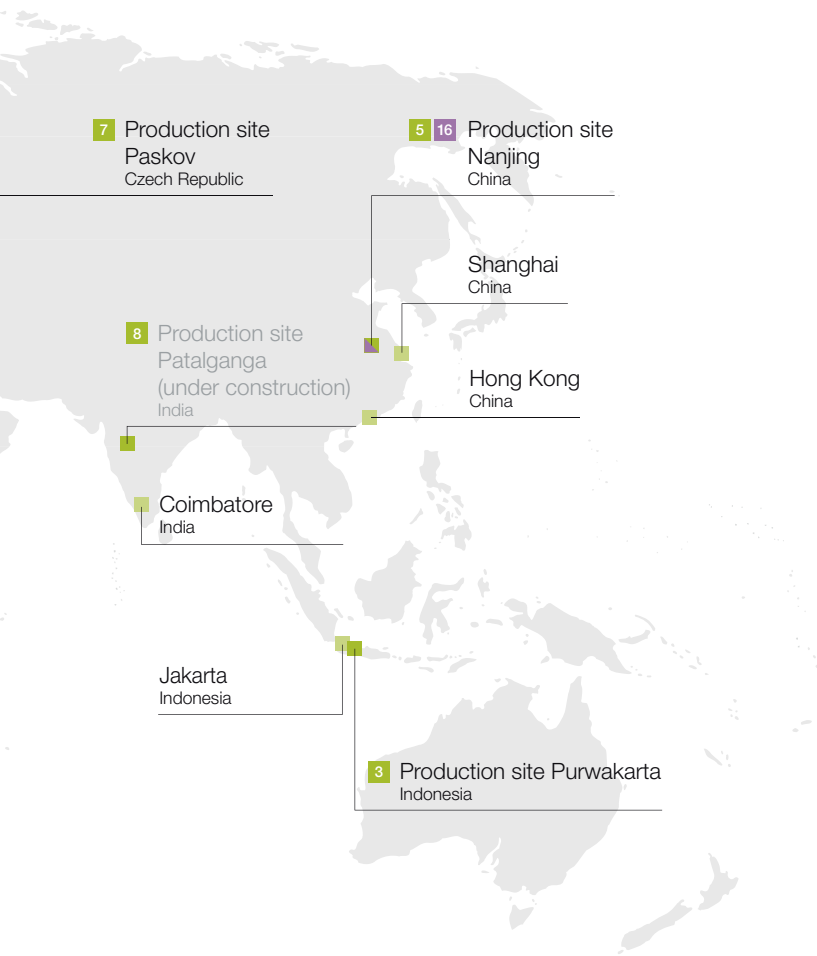 7 Production site
Paskov
Czech Republic
5 16 Production site
Nanjing
China
Shanghai
China
8 Production site
Patalganga
(under construction)
India
Hong Kong
China
Coimbatore
India
Jakarta
Indonesia
3 Production site Purwakarta
Indonesia